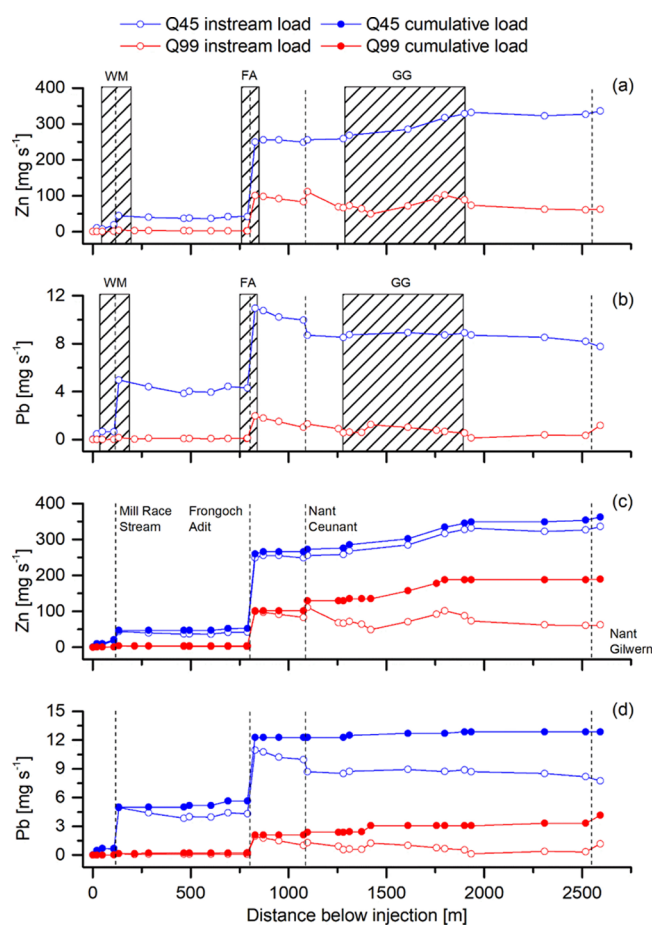 Q45 instream load Q45 cumulative load
Q99 instream load Q99 cumulative load
WM FA GG (a)
400
300
200
100
0
Zn [mg s-1]
WM FA GG (b)
12
8
4
0
Pb [mg s-1]
(c)
400
300
200
100
0
Zn [mg s-1]
Mill Race Frongoch Nant
Stream Adit Ceunant
Nant
Gilwern
(d)
15
12
9
6
3
0
Pb [mg s-1]
0 500 1000 1500 2000 2500
Distance below injection [m]